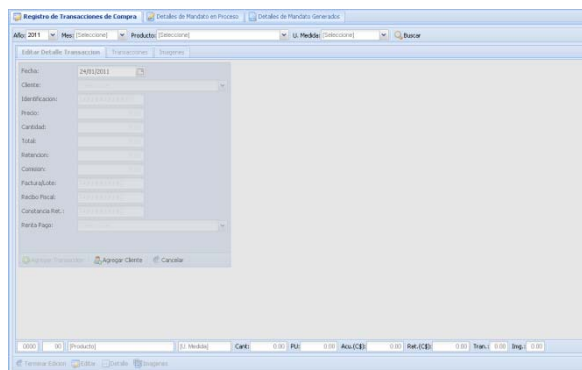 Registro de Transacciones de Compra Detalles de Mandato en Proceso Detalles de Mandato Generados
Año: 2011 Mes: [Seleccione] Producto: [Seleccione] U. Medida: [Seleccione] Buscar
Editar Detalle Transaccion Transacciones Imagenes
Fecha: 24/01/2011
Cliente:
Identificacion:
Precio:
Cantidad:
Total:
Retencion:
Comision:
Factura/Lote:
Recibo Fiscal:
Constancia Ret.:
Renta Pago:
Agregar Transaccion Agregar Cliente Cancelar
0000 00 [Producto] [U. Medida] Cant: 0.00 PU: 0.00 Acu.(C$): 0.00 Ret.(C$): 0.00 Tran.: 0.00 Img.: 0.00
Terminar Edicion Editar Detalle Imagenes